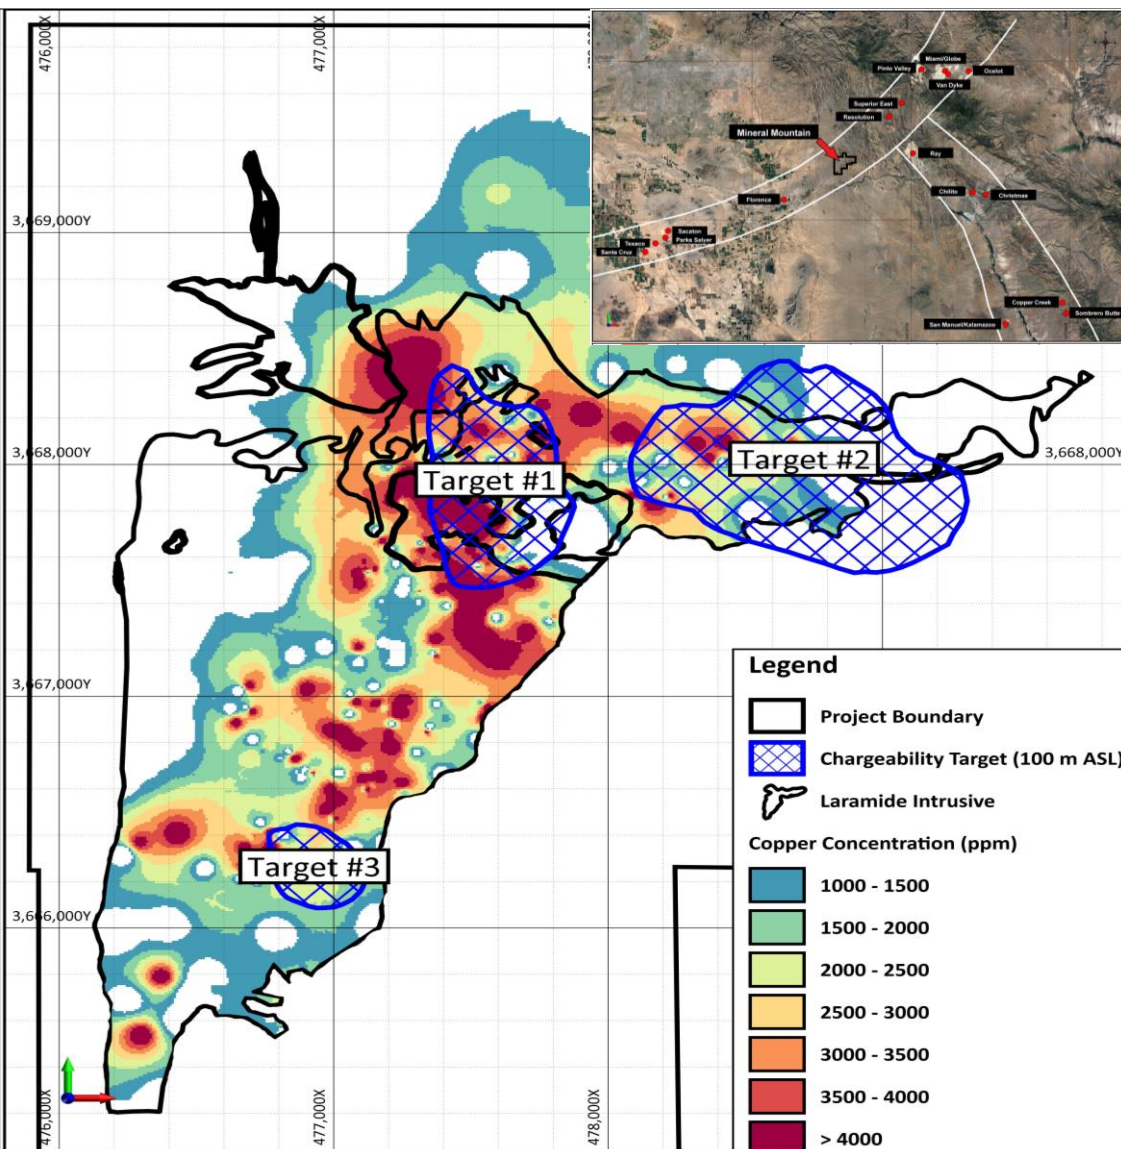 476,000X
477,000X
Miami/Globe
Pinto Valley
Ocelot
Van Dyke
Superior East
Resolution
Mineral Mountain
Ray
Chilito
Christmas
Florence
Sacaton
Parks Salyer
Texaco
Santa Cruz
Copper Creek
Sombrero Butte
San Manuel/Kalamazoo
3,669,000Y
3,668,000Y
3,668,000Y
Target #1
Target #2
3,667,000Y
Target #3
3,666,000Y
Legend
Project Boundary
Chargeability Target (100 m ASL)
Laramide Intrusive
Copper Concentration (ppm)
1000 - 1500
1500 - 2000
2000 - 2500
2500 - 3000
3000 - 3500
3500 - 4000
> 4000
476,000X
477,000X
478,000X